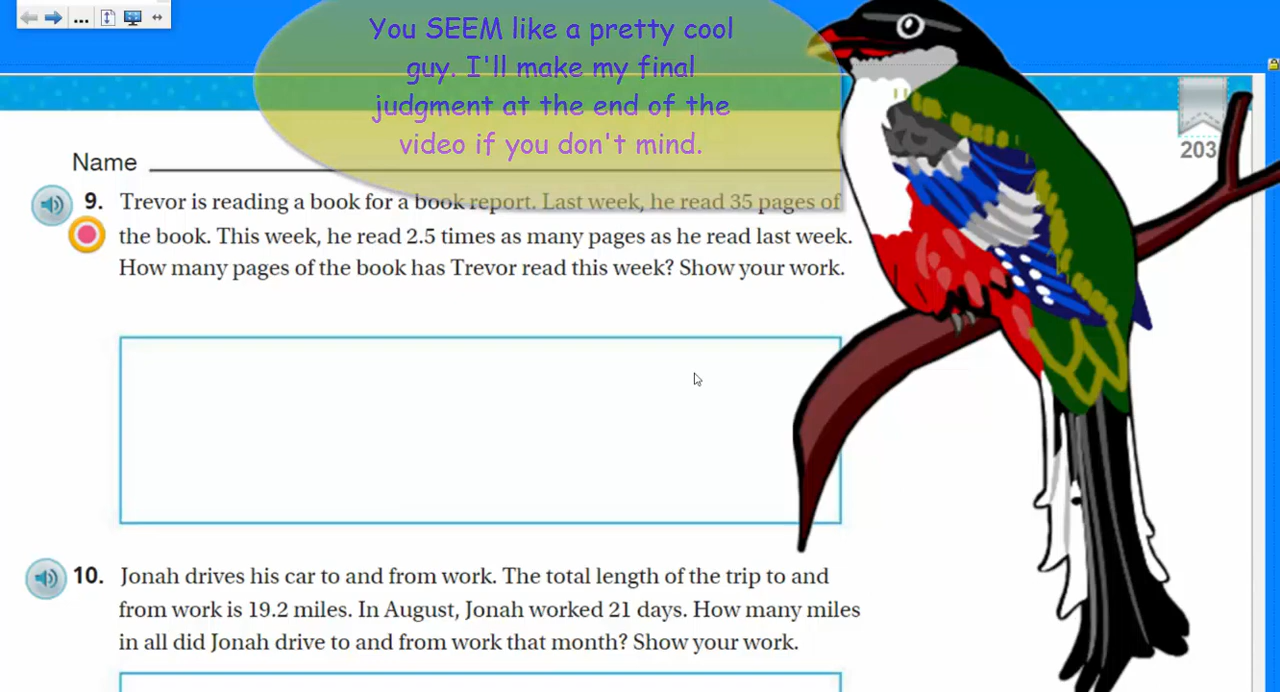 ...
You SEEM like a pretty cool
guy. I'll make my final
judgment at the end of the
video if you don't mind.
203
Name
9. Trevor is reading a book for a book report. Last week, he read 35 pages of
the book. This week, he read 2.5 times as many pages as he read last week.
How many pages of the book has Trevor read this week? Show your work.
10. Jonah drives his car to and from work. The total length of the trip to and
from work is 19.2 miles. In August, Jonah worked 21 days. How many miles
in all did Jonah drive to and from work that month? Show your work.